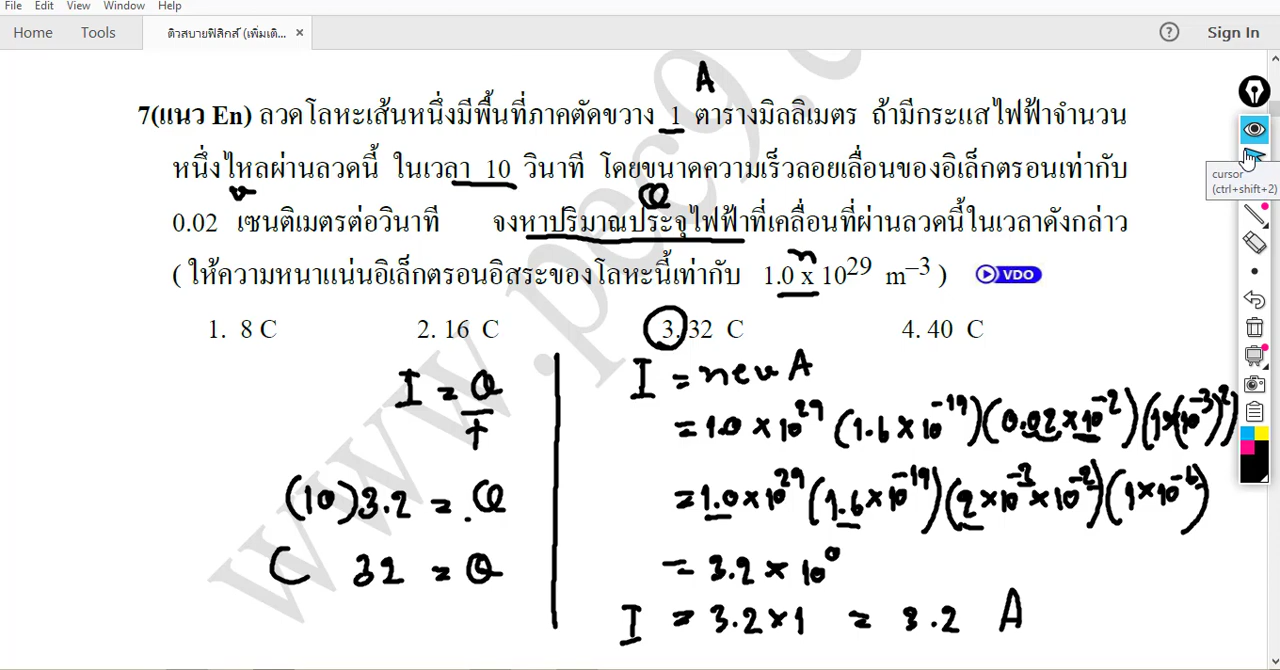 File Edit View Window Help
Home Tools ติวสบายฟิสิกส์ (เพิ่มเติ... × ? Sign In
A
7(แนว En) ลวดโลหะเส้นหนึ่งมีพื้นที่ภาคตัดขวาง 1 ตารางมิลลิเมตร ถ้ามีกระแสไฟฟ้าจำนวน
หนึ่งไหลผ่านลวดนี้ ในเวลา 10 วินาที โดยขนาดความเร็วลอยเลื่อนของอิเล็กตรอนเท่ากับ
cursor
(ctrl+shift+2)
v Q
0.02 เซนติเมตรต่อวินาที จงหาปริมาณประจุไฟฟ้าที่เคลื่อนที่ผ่านลวดนี้ในเวลาดังกล่าว
n
( ให้ความหนาแน่นอิเล็กตรอนอิสระของโลหะนี้เท่ากับ 1.0 x 10²⁹ m⁻³ ) VDO
1. 8 C 2. 16 C 3. 32 C 4. 40 C
I = Q/t
(10)3.2 = Q
C 32 = Q
I = nevA
= 1.0 × 10²⁹ (1.6 × 10⁻¹⁹)(0.02 × 10⁻²)(1×(10⁻³)²)
= 1.0 × 10²⁹ (1.6 × 10⁻¹⁹)(2 × 10⁻³ × 10⁻²)(1 × 10⁻⁶)
= 3.2 × 10⁰
I = 3.2 × 1 = 3.2 A
www.pec9.c